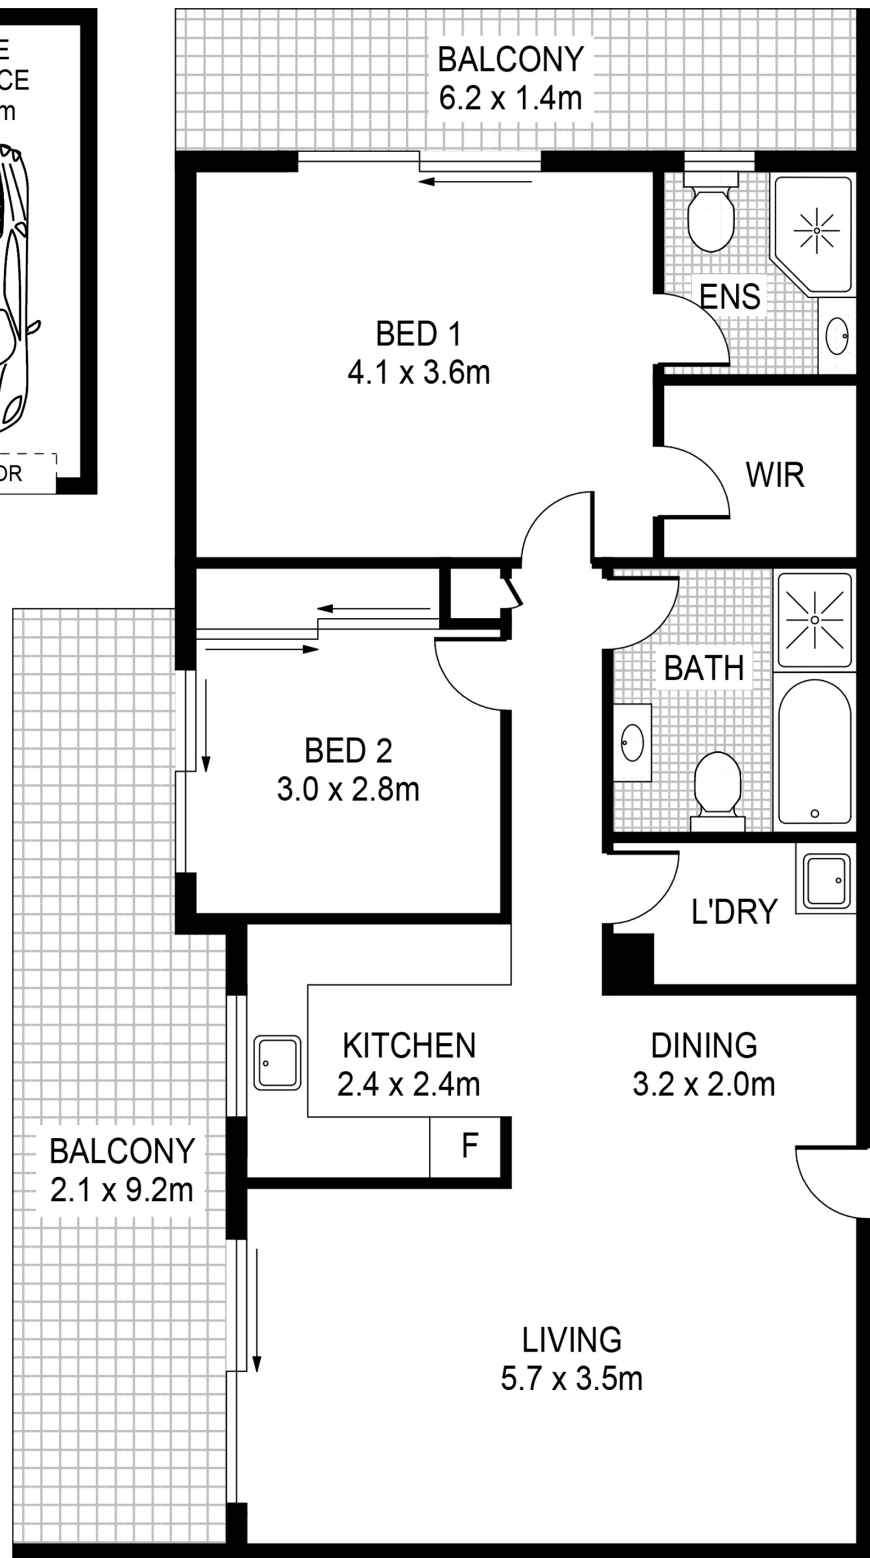 BALCONY
6.2 x 1.4m
ENS
BED 1
4.1 x 3.6m
WIR
BATH
BED 2
3.0 x 2.8m
L'DRY
KITCHEN
2.4 x 2.4m
DINING
3.2 x 2.0m
F
BALCONY
2.1 x 9.2m
LIVING
5.7 x 3.5m